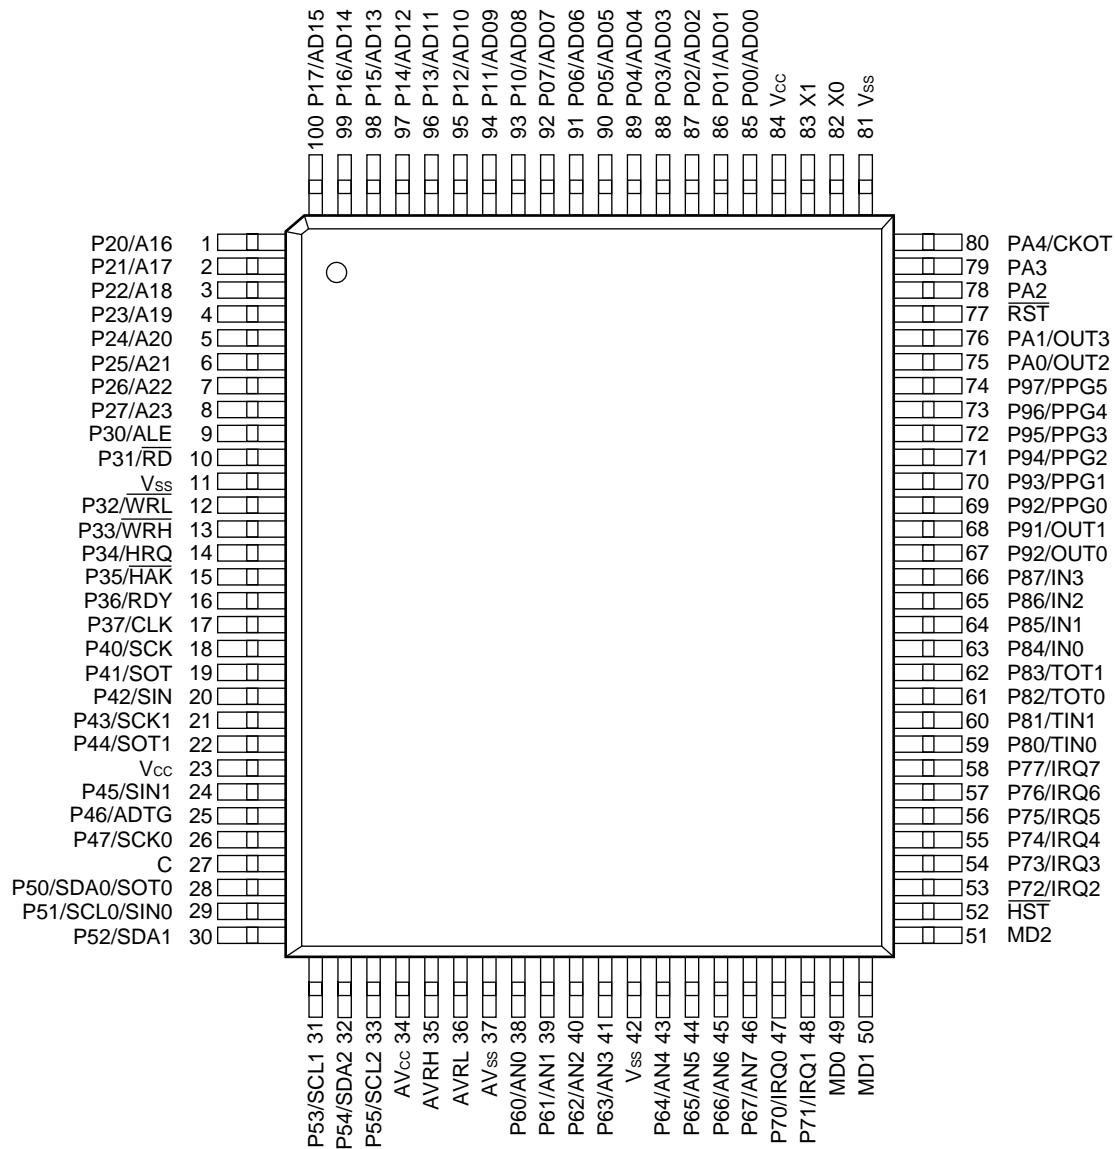 100 P17/AD15
99 P16/AD14
98 P15/AD13
97 P14/AD12
96 P13/AD11
95 P12/AD10
94 P11/AD09
93 P10/AD08
92 P07/AD07
91 P06/AD06
90 P05/AD05
89 P04/AD04
88 P03/AD03
87 P02/AD02
86 P01/AD01
85 P00/AD00
84 Vcc
83 X1
82 X0
81 Vss
P20/A16 1
P21/A17 2
P22/A18 3
P23/A19 4
P24/A20 5
P25/A21 6
P26/A22 7
P27/A23 8
P30/ALE 9
P31/RD 10
Vss 11
P32/WRL 12
P33/WRH 13
P34/HRQ 14
P35/HAK 15
P36/RDY 16
P37/CLK 17
P40/SCK 18
P41/SOT 19
P42/SIN 20
P43/SCK1 21
P44/SOT1 22
Vcc 23
P45/SIN1 24
P46/ADTG 25
P47/SCK0 26
C 27
P50/SDA0/SOT0 28
P51/SCL0/SIN0 29
P52/SDA1 30
80 PA4/CKOT
79 PA3
78 PA2
77 RST
76 PA1/OUT3
75 PA0/OUT2
74 P97/PPG5
73 P96/PPG4
72 P95/PPG3
71 P94/PPG2
70 P93/PPG1
69 P92/PPG0
68 P91/OUT1
67 P92/OUT0
66 P87/IN3
65 P86/IN2
64 P85/IN1
63 P84/IN0
62 P83/TOT1
61 P82/TOT0
60 P81/TIN1
59 P80/TIN0
58 P77/IRQ7
57 P76/IRQ6
56 P75/IRQ5
55 P74/IRQ4
54 P73/IRQ3
53 P72/IRQ2
52 HST
51 MD2
P53/SCL1 31
P54/SDA2 32
P55/SCL2 33
AVcc 34
AVRH 35
AVRL 36
AVss 37
P60/AN0 38
P61/AN1 39
P62/AN2 40
P63/AN3 41
Vss 42
P64/AN4 43
P65/AN5 44
P66/AN6 45
P67/AN7 46
P70/IRQ0 47
P71/IRQ1 48
MD0 49
MD1 50